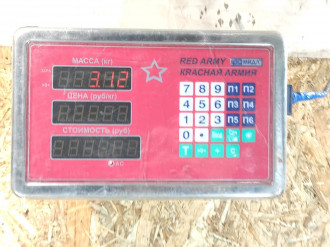 МАССА (кг)
3.12
RED ARMY МИДЛ
КРАСНАЯ АРМИЯ
ЦЕНА (руб/кг)
СТОИМОСТЬ (руб)
7 8 9 П1 П2
4 5 6 П3 П4
1 2 3 П5 П6
0
T